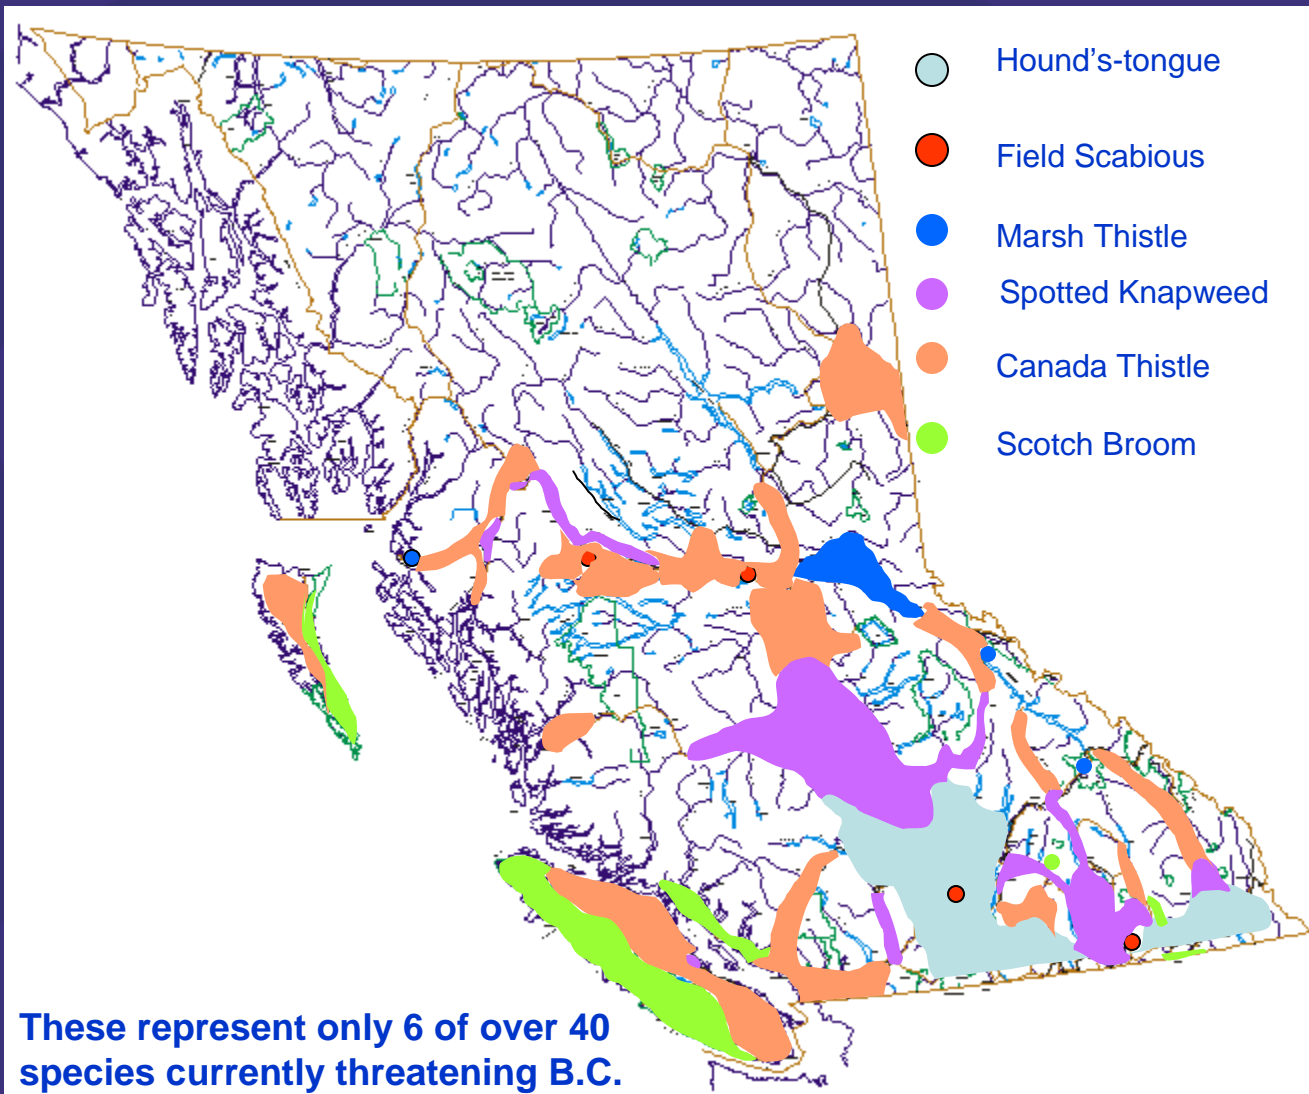 Hound's-tongue
Field Scabious
Marsh Thistle
Spotted Knapweed
Canada Thistle
Scotch Broom
These represent only 6 of over 40
species currently threatening B.C.